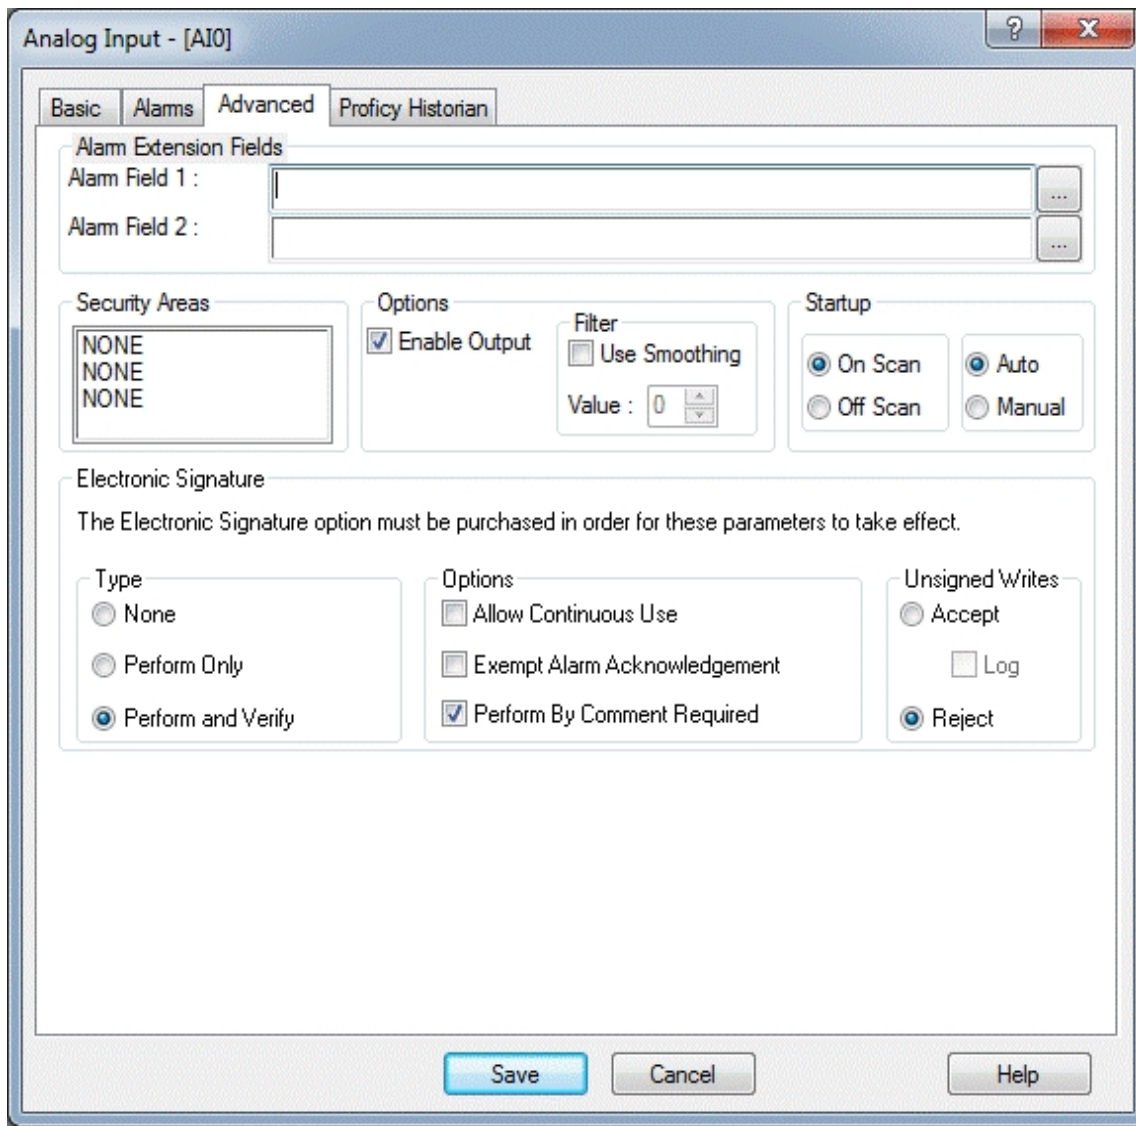 Analog Input - [AI0]
?
X
Basic Alarms Advanced Proficy Historian
Alarm Extension Fields
Alarm Field 1 :
...
Alarm Field 2 :
...
Security Areas
NONE
NONE
NONE
Options
Enable Output
Filter
Use Smoothing
Value : 0
Startup
On Scan
Off Scan
Auto
Manual
Electronic Signature
The Electronic Signature option must be purchased in order for these parameters to take effect.
Type
None
Perform Only
Perform and Verify
Options
Allow Continuous Use
Exempt Alarm Acknowledgement
Perform By Comment Required
Unsigned Writes
Accept
Log
Reject
Save Cancel Help